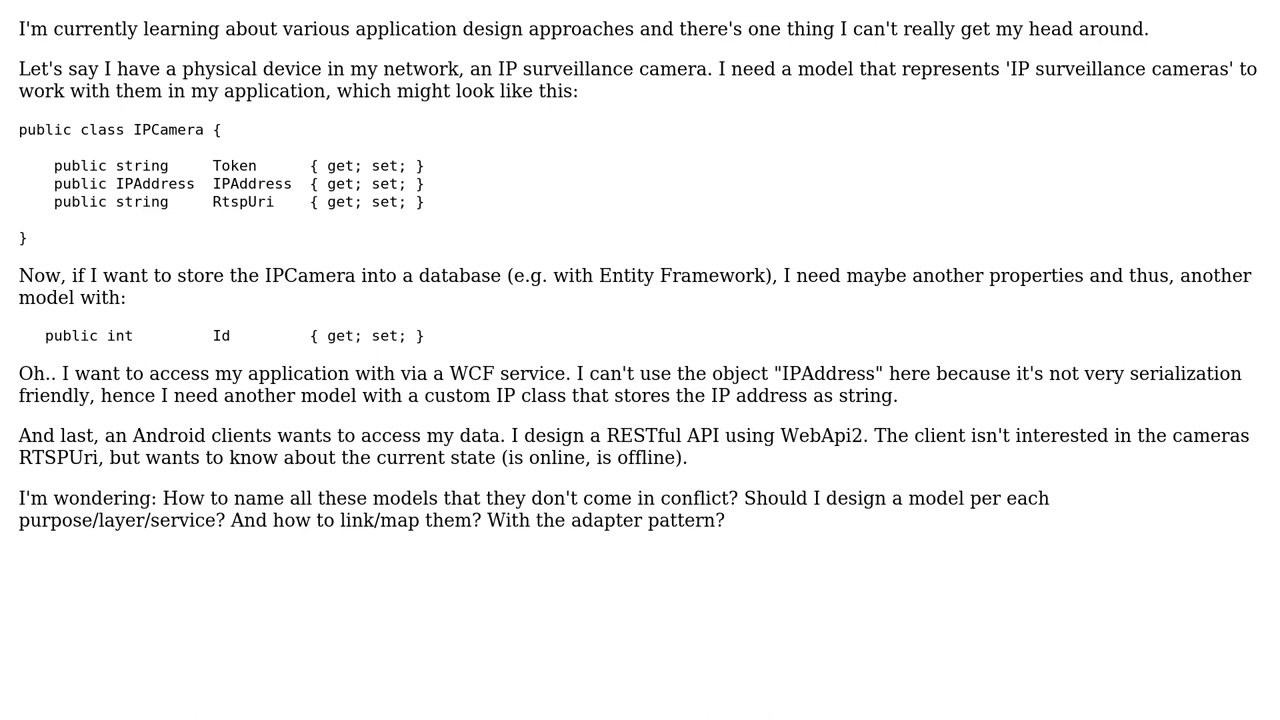 I'm currently learning about various application design approaches and there's one thing I can't really get my head around.
Let's say I have a physical device in my network, an IP surveillance camera. I need a model that represents 'IP surveillance cameras' to
work with them in my application, which might look like this:
public class IPCamera {
    public string     Token      { get; set; }
    public IPAddress  IPAddress  { get; set; }
    public string     RtspUri    { get; set; }
}
Now, if I want to store the IPCamera into a database (e.g. with Entity Framework), I need maybe another properties and thus, another
model with:
   public int         Id         { get; set; }
Oh.. I want to access my application with via a WCF service. I can't use the object "IPAddress" here because it's not very serialization
friendly, hence I need another model with a custom IP class that stores the IP address as string.
And last, an Android clients wants to access my data. I design a RESTful API using WebApi2. The client isn't interested in the cameras
RTSPUri, but wants to know about the current state (is online, is offline).
I'm wondering: How to name all these models that they don't come in conflict? Should I design a model per each
purpose/layer/service? And how to link/map them? With the adapter pattern?